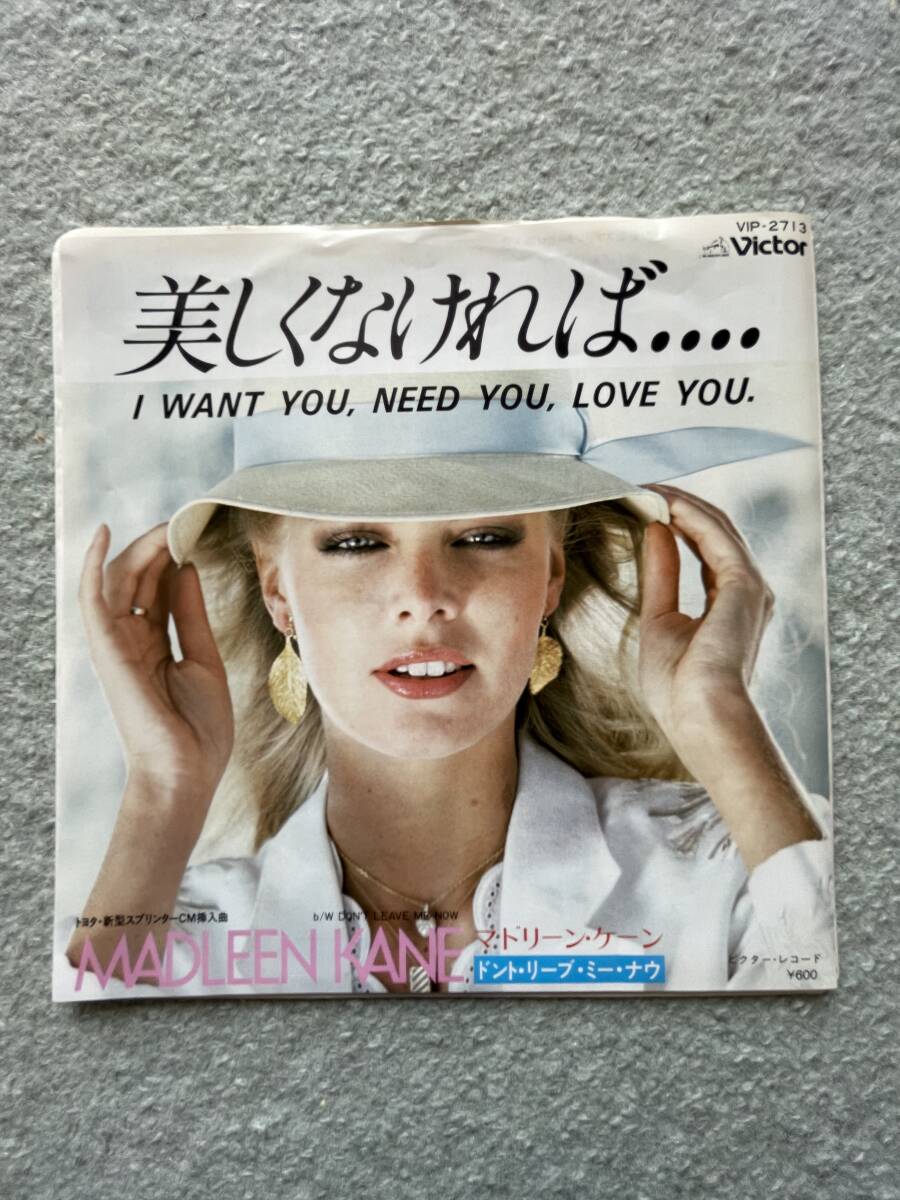 VIP-2713
Victor
美しくなければ....
I WANT YOU, NEED YOU, LOVE YOU.
トヨタ・新型スプリンターCM挿入曲
b/W DON'T LEAVE ME NOW
MADLEEN KANE
マドリーン・ケーン
ドント・リーブ・ミー・ナウ
ビクター・レコード
¥600